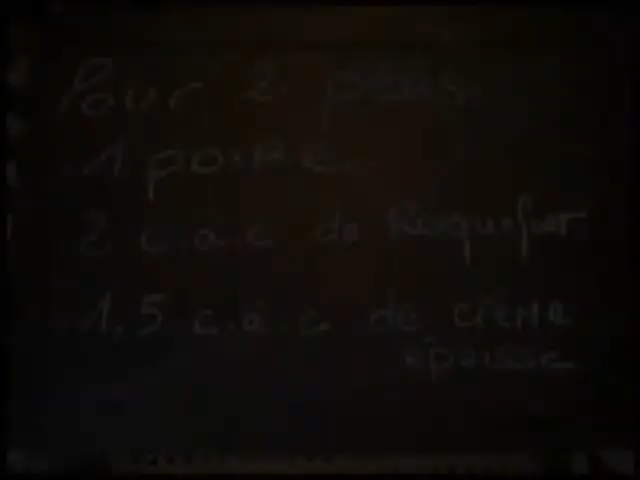 Pour 2 pers.
1 poire
2 c.à.c de Roquefort
1,5 c.à.c de crème
épaisse